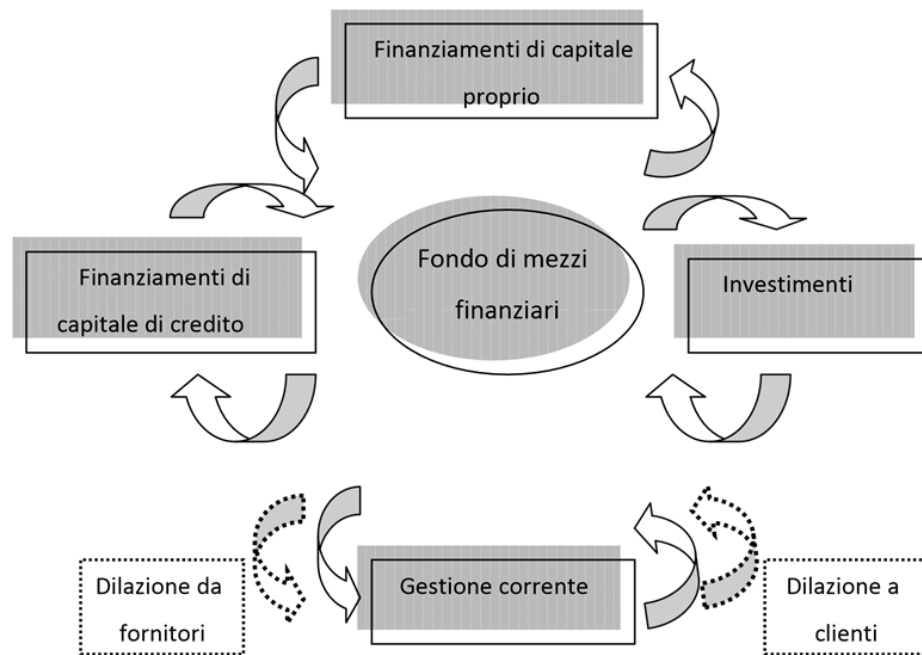 Finanziamenti di capitale
proprio
Finanziamenti di
capitale di credito
Fondo di mezzi
finanziari
Investimenti
Dilazione da
fornitori
Gestione corrente
Dilazione a
clienti